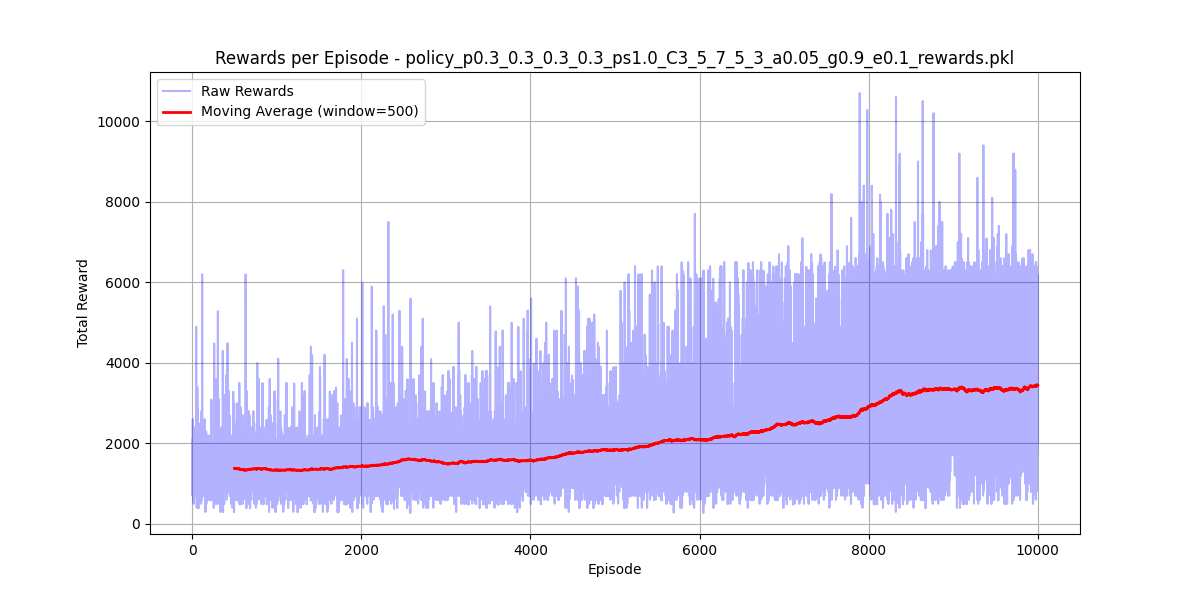 Rewards per Episode - policy_p0.3_0.3_0.3_0.3_ps1.0_C3_5_7_5_3_a0.05_g0.9_e0.1_rewards.pkl
Raw Rewards
Moving Average (window=500)
10000
8000
6000
4000
2000
0
Total Reward
0 2000 4000 6000 8000 10000
Episode